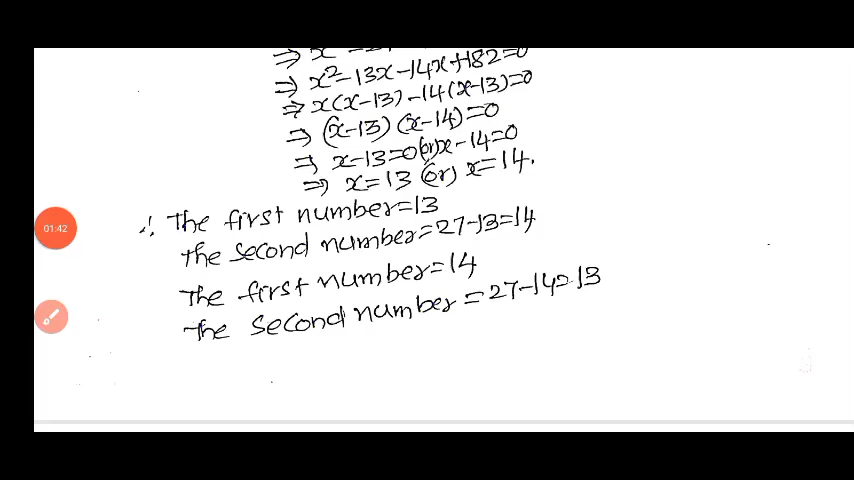 ⇒ x
⇒ x²-13x-14x+182=0
⇒ x(x-13)-14(x-13)=0
⇒ (x-13) (x-14)=0
⇒ x-13=0 (or) x-14=0
⇒ x=13 (or) x=14.
∴ The first number=13
The second number=27-13=14
The first number=14
The second number=27-14=13
01:42